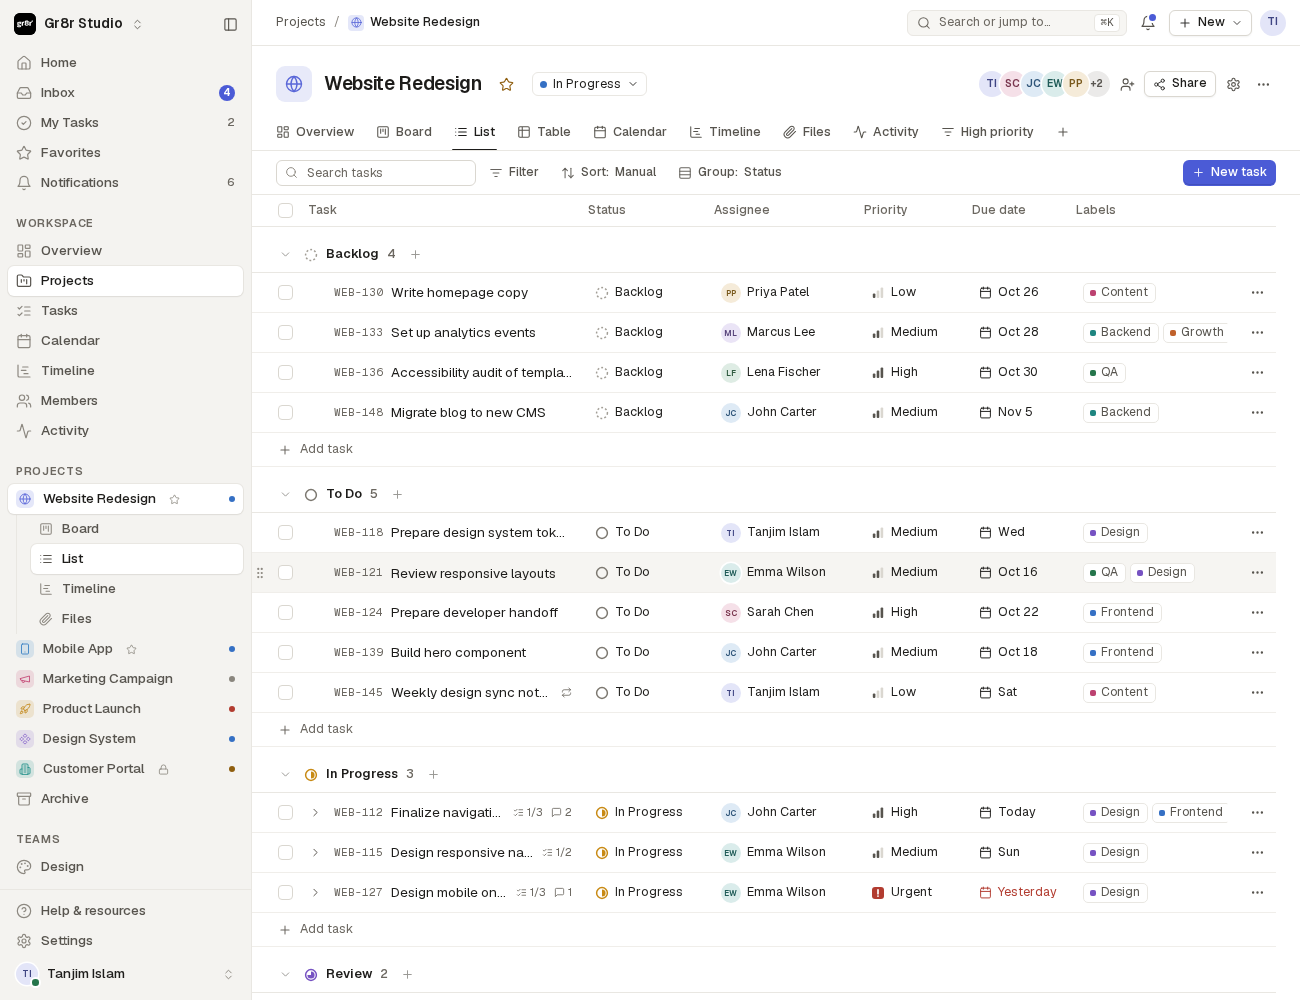 gr8r
Gr8r Studio
Home
Inbox 4
My Tasks 2
Favorites
Notifications 6
WORKSPACE
Overview
Projects
Tasks
Calendar
Timeline
Members
Activity
PROJECTS
Website Redesign
Board
List
Timeline
Files
Mobile App
Marketing Campaign
Product Launch
Design System
Customer Portal
Archive
TEAMS
Design
Help & resources
Settings
TI Tanjim Islam
Projects / Website Redesign
Search or jump to... ⌘K
New
TI
Website Redesign
In Progress
TI SC JC EW PP +2
Share
Overview Board List Table Calendar Timeline Files Activity High priority
Search tasks Filter Sort: Manual Group: Status
New task
Task Status Assignee Priority Due date Labels
Backlog 4
WEB-130 Write homepage copy Backlog PP Priya Patel Low Oct 26 Content
WEB-133 Set up analytics events Backlog ML Marcus Lee Medium Oct 28 Backend Growth
WEB-136 Accessibility audit of templa... Backlog LF Lena Fischer High Oct 30 QA
WEB-148 Migrate blog to new CMS Backlog JC John Carter Medium Nov 5 Backend
Add task
To Do 5
WEB-118 Prepare design system tok... To Do TI Tanjim Islam Medium Wed Design
WEB-121 Review responsive layouts To Do EW Emma Wilson Medium Oct 16 QA Design
WEB-124 Prepare developer handoff To Do SC Sarah Chen High Oct 22 Frontend
WEB-139 Build hero component To Do JC John Carter Medium Oct 18 Frontend
WEB-145 Weekly design sync not... To Do TI Tanjim Islam Low Sat Content
Add task
In Progress 3
WEB-112 Finalize navigati... 1/3 2 In Progress JC John Carter High Today Design Frontend
WEB-115 Design responsive na... 1/2 In Progress EW Emma Wilson Medium Sun Design
WEB-127 Design mobile on... 1/3 1 In Progress EW Emma Wilson Urgent Yesterday Design
Add task
Review 2